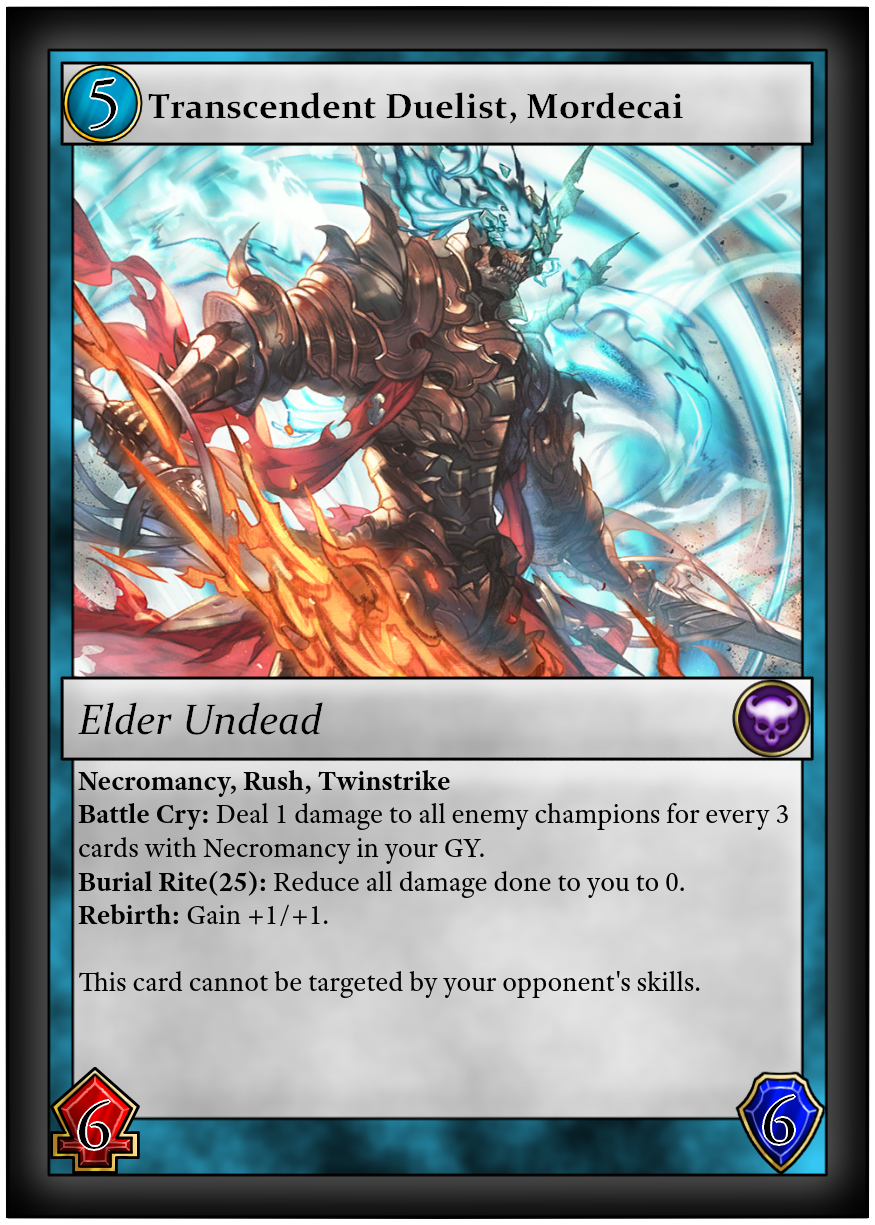 5
Transcendent Duelist, Mordecai
Elder Undead
Necromancy, Rush, Twinstrike
Battle Cry: Deal 1 damage to all enemy champions for every 3
cards with Necromancy in your GY.
Burial Rite(25): Reduce all damage done to you to 0.
Rebirth: Gain +1/+1.
This card cannot be targeted by your opponent's skills.
6
6